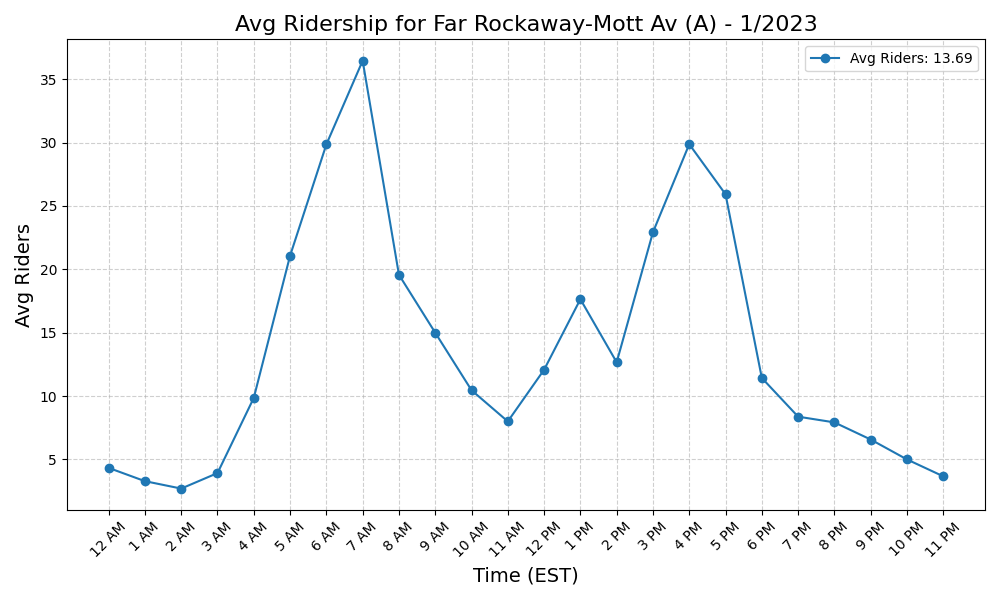 Avg Ridership for Far Rockaway-Mott Av (A) - 1/2023
Avg Riders: 13.69
Avg Riders
35
30
25
20
15
10
5
12 AM
1 AM
2 AM
3 AM
4 AM
5 AM
6 AM
7 AM
8 AM
9 AM
10 AM
11 AM
12 PM
1 PM
2 PM
3 PM
4 PM
5 PM
6 PM
7 PM
8 PM
9 PM
10 PM
11 PM
Time (EST)